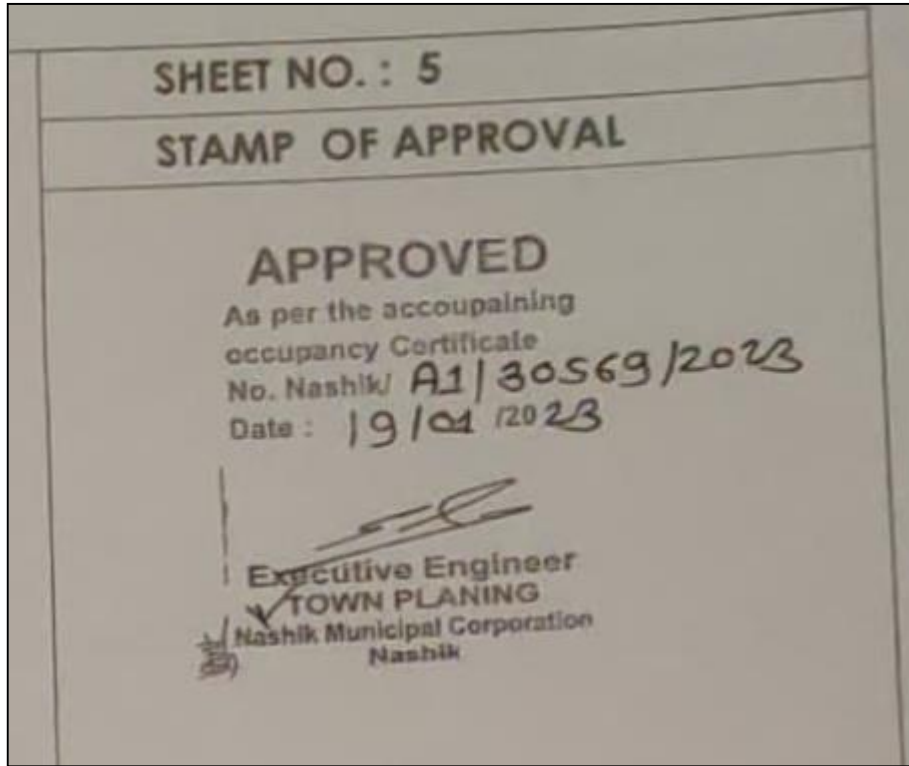 SHEET NO. : 5
STAMP OF APPROVAL
APPROVED
As per the accoupaining
occupancy Certificate
No. Nashik/ A1/30569/2023
Date : 19/01/2023
Executive Engineer
TOWN PLANING
Nashik Municipal Corporation
Nashik